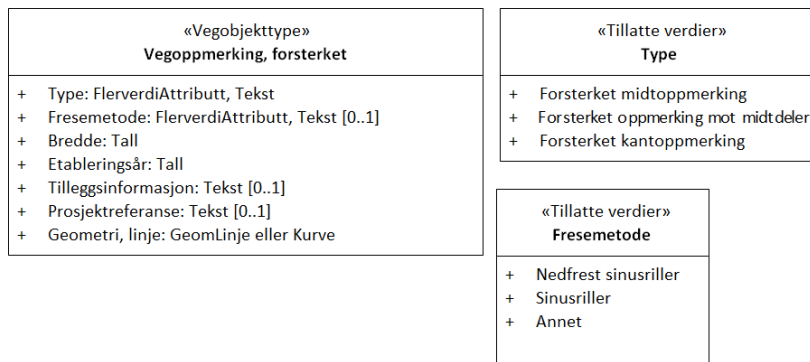 «Vegobjekttype»
Vegoppmerking, forsterket
+ Type: FlerverdiAttributt, Tekst
+ Fresemetode: FlerverdiAttributt, Tekst [0..1]
+ Bredde: Tall
+ Etableringsår: Tall
+ Tilleggsinformasjon: Tekst [0..1]
+ Prosjektreferanse: Tekst [0..1]
+ Geometri, linje: GeomLinje eller Kurve
«Tillatte verdier»
Type
+ Forsterket midtoppmerking
+ Forsterket oppmerking mot midtdeler
+ Forsterket kantoppmerking
«Tillatte verdier»
Fresemetode
+ Nedfrest sinusriller
+ Sinusriller
+ Annet